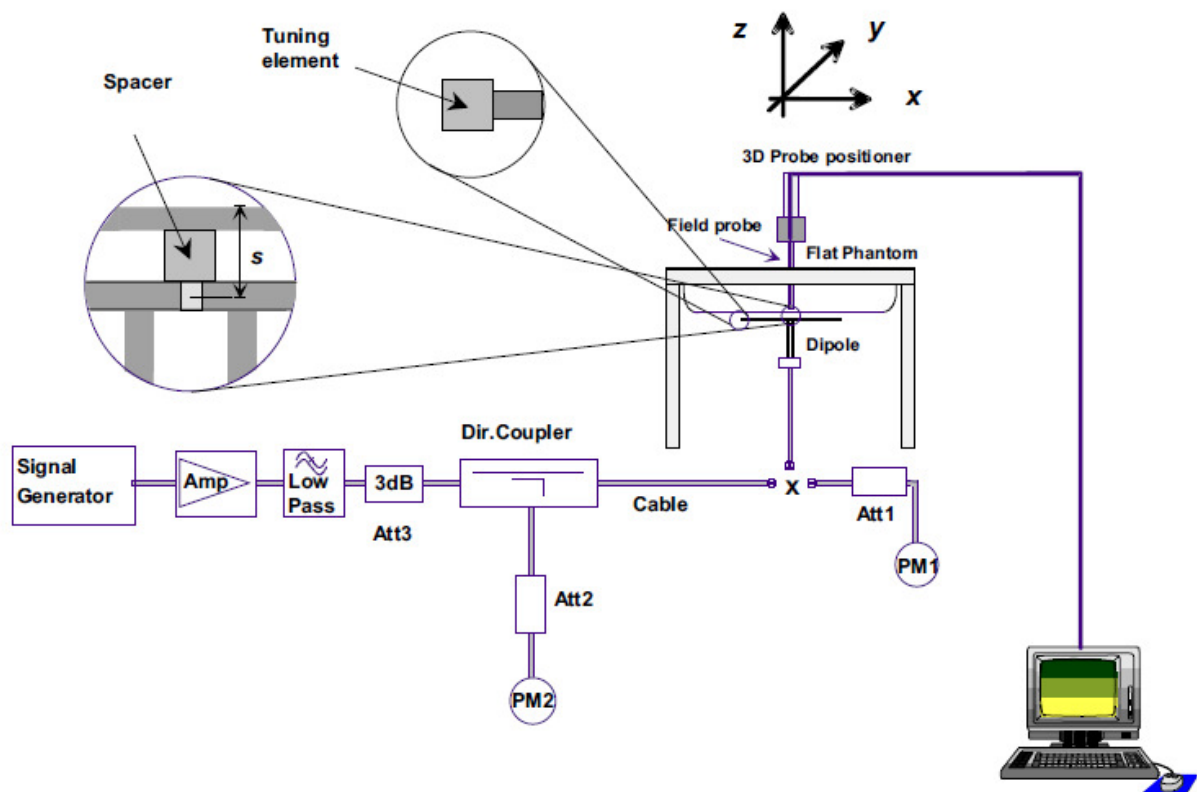 z
y
x
Tuning
element
Spacer
s
3D Probe positioner
Field probe
Flat Phantom
Dipole
Dir.Coupler
Signal
Generator
Amp
Low
Pass
3dB
Att3
Cable
x
Att1
PM1
Att2
PM2